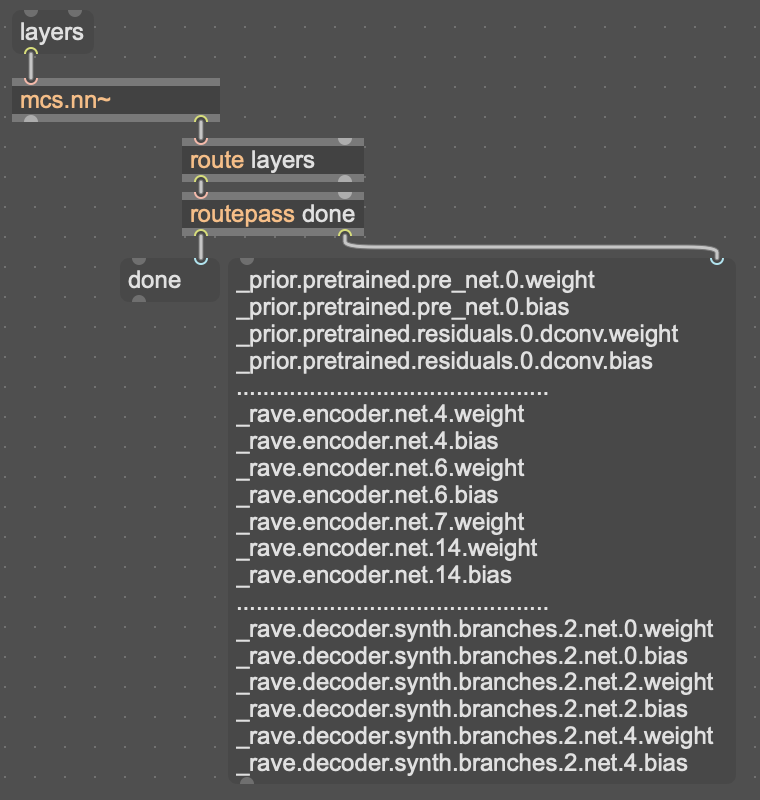 layers
mcs.nn~
route layers
routepass done
done
_prior.pretrained.pre_net.0.weight
_prior.pretrained.pre_net.0.bias
_prior.pretrained.residuals.0.dconv.weight
_prior.pretrained.residuals.0.dconv.bias
...............................................
_rave.encoder.net.4.weight
_rave.encoder.net.4.bias
_rave.encoder.net.6.weight
_rave.encoder.net.6.bias
_rave.encoder.net.7.weight
_rave.encoder.net.14.weight
_rave.encoder.net.14.bias
...............................................
_rave.decoder.synth.branches.2.net.0.weight
_rave.decoder.synth.branches.2.net.0.bias
_rave.decoder.synth.branches.2.net.2.weight
_rave.decoder.synth.branches.2.net.2.bias
_rave.decoder.synth.branches.2.net.4.weight
_rave.decoder.synth.branches.2.net.4.bias